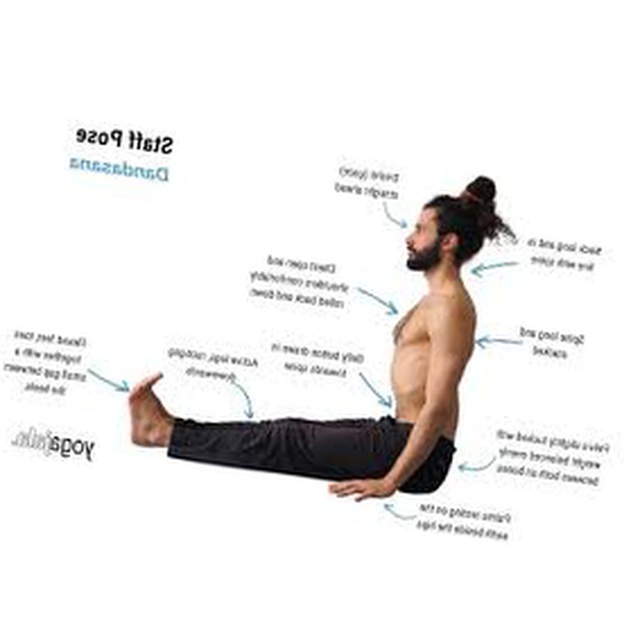 Staff Pose
Dandasana
(gaze)
straight ahead
Neck long and in
line with spine
Chest open and
shoulders comfortably
rolled back and down
Spine long and
stacked
Belly button drawn in
towards spine
Active legs, rotating
downwards
Flexed feet, toes
together with a
small gap between
the heels
Pelvis slightly tucked with
weight balanced evenly
between both sit bones
Palms resting on the
earth beside the hips
yogajala.